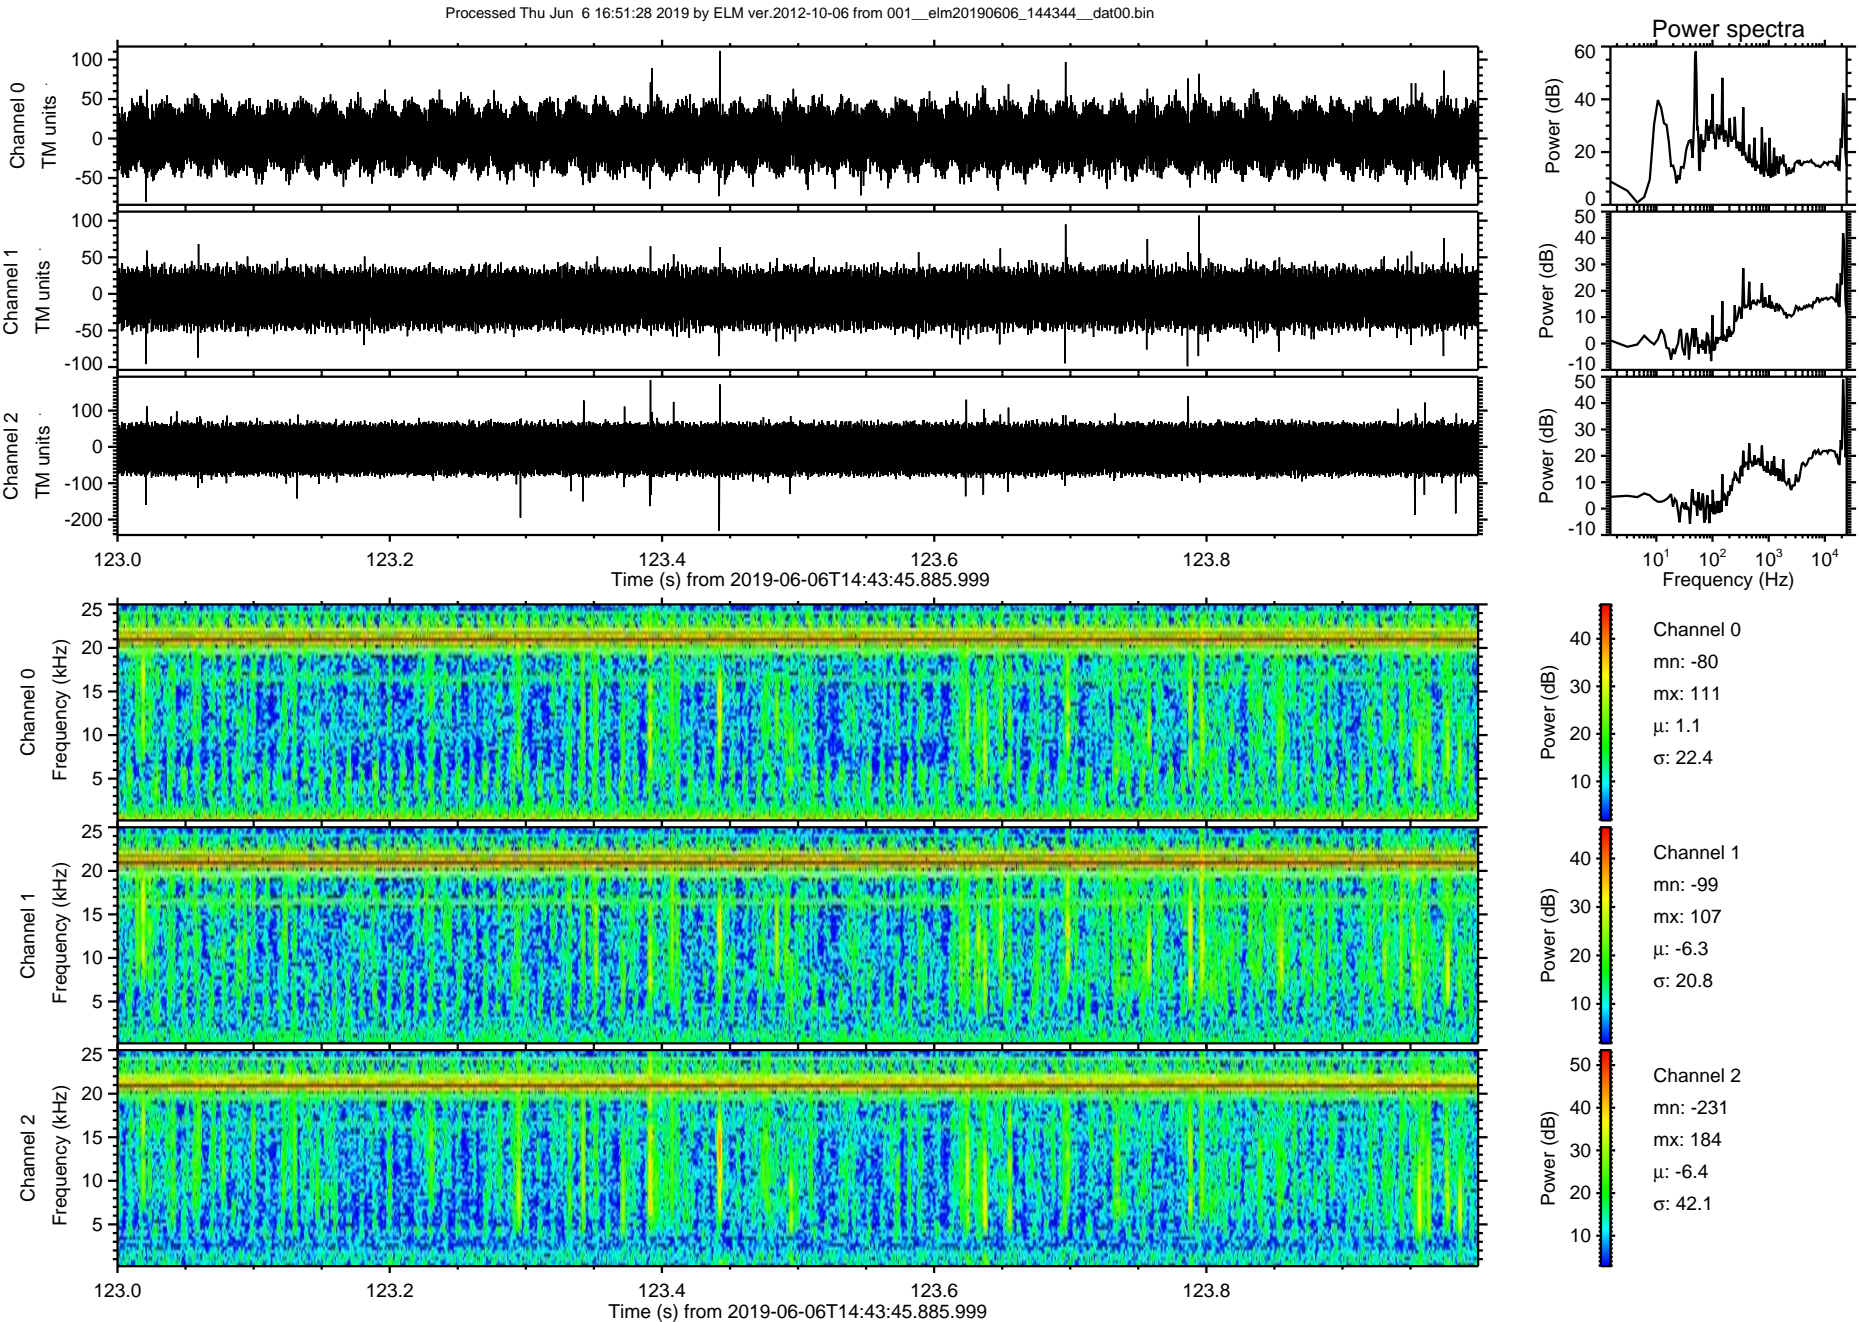 Processed Thu Jun  6 16:51:28 2019 by ELM ver.2012-10-06 from 001__elm20190606_144344__dat00.bin
Power spectra
Channel 0
TM units
100
50
0
-50
Power (dB)
60
40
20
0
Channel 1
TM units
100
50
0
-50
-100
Power (dB)
50
40
30
20
10
0
-10
Channel 2
TM units
100
0
-100
-200
Power (dB)
50
40
30
20
10
0
-10
123.0 123.2 123.4 123.6 123.8
Time (s) from 2019-06-06T14:43:45.885.999
10^1 10^2 10^3 10^4
Frequency (Hz)
Channel 0
Frequency (kHz)
25
20
15
10
5
Power (dB)
40
30
20
10
Channel 0
mn: -80
mx: 111
μ: 1.1
σ: 22.4
Channel 1
Frequency (kHz)
25
20
15
10
5
Power (dB)
40
30
20
10
Channel 1
mn: -99
mx: 107
μ: -6.3
σ: 20.8
Channel 2
Frequency (kHz)
25
20
15
10
5
Power (dB)
50
40
30
20
10
Channel 2
mn: -231
mx: 184
μ: -6.4
σ: 42.1
123.0 123.2 123.4 123.6 123.8
Time (s) from 2019-06-06T14:43:45.885.999